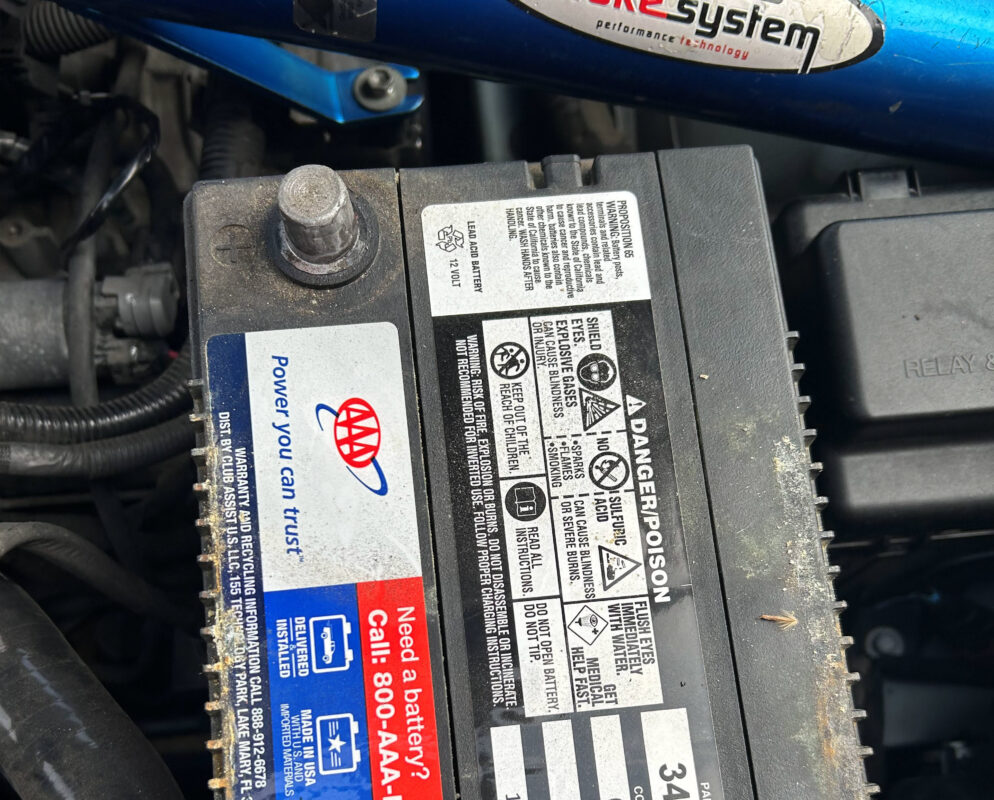 system
performance technology
+
PROPOSITION 65
WARNING: Battery posts,
terminals and related
accessories contain lead and
lead compounds, chemicals
known to the State of California
to cause cancer and reproductive
harm. batteries also contain
other chemicals known to the
State of California to cause
cancer. WASH HANDS AFTER
HANDLING.
LEAD ACID BATTERY
12 VOLT
RELAY &
DANGER/POISON
SHIELD
EYES.
EXPLOSIVE GASES
CAN CAUSE BLINDNESS
OR INJURY.
NO
•SPARKS
•FLAMES
•SMOKING
SULFURIC
ACID
CAN CAUSE BLINDNESS
OR SEVERE BURNS.
FLUSH EYES
IMMEDIATELY
WITH WATER.
GET
MEDICAL
HELP FAST.
KEEP OUT OF THE
REACH OF CHILDREN.
READ ALL
INSTRUCTIONS.
DO NOT OPEN BATTERY.
DO NOT TIP.
WARNING: RISK OF FIRE, EXPLOSION OR BURNS. DO NOT DISASSEMBLE OR INCINERATE.
NOT RECOMMENDED FOR INVERTED USE. FOLLOW PROPER CHARGING INSTRUCTIONS.
AAA
Power you can trust™
Need a battery?
Call: 800-AAA-
DELIVERED
&
INSTALLED
MADE IN USA
WITH U.S. AND
IMPORTED MATERIALS
WARRANTY AND RECYCLING INFORMATION CALL 888-912-6678
DIST. BY CLUB ASSIST U.S. LLC, 155 TECHNOLOGY PARK, LAKE MARY, FL
34